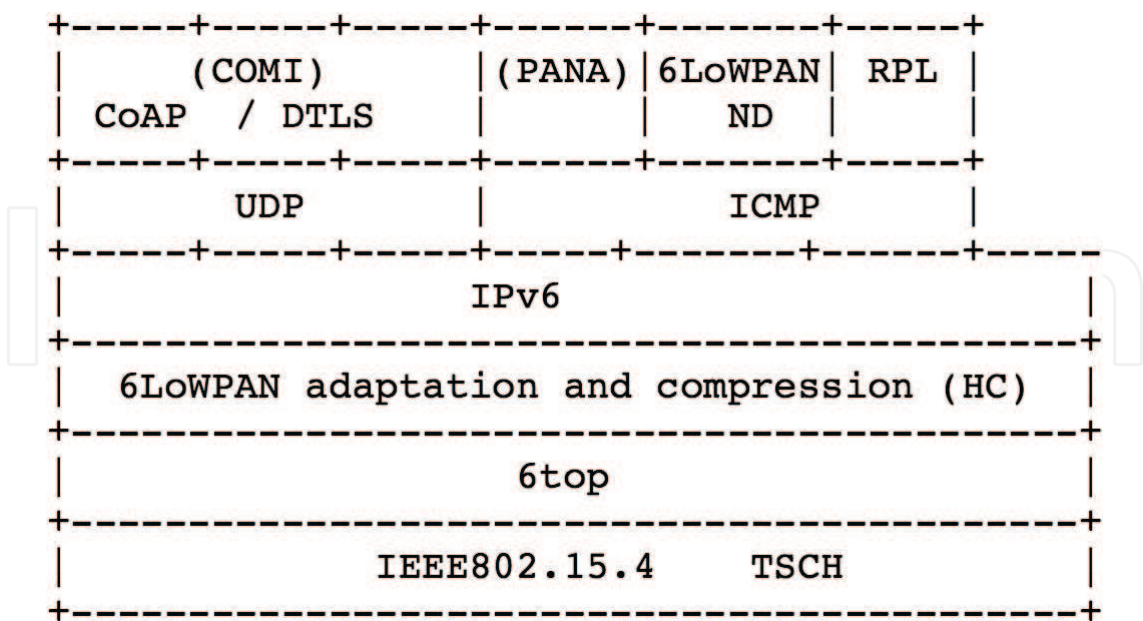 +-----+-----+-----+------+-------+-----+
| (COMI) |(PANA)|6LoWPAN| RPL |
| CoAP / DTLS | | ND | |
+-----+-----+-----+------+-------+-----+
| UDP | ICMP |
+-----+-----+-----+-----+-------+------+-----
| IPv6 |
+-------------------------------------------+
| 6LoWPAN adaptation and compression (HC) |
+-------------------------------------------+
| 6top |
+-------------------------------------------+
| IEEE802.15.4 TSCH |
+-------------------------------------------+